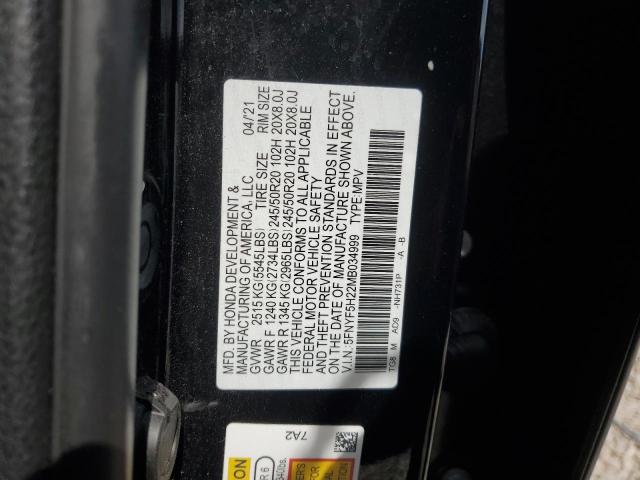 MFD. BY HONDA DEVELOPMENT &
MANUFACTURING OF AMERICA, LLC 04/'21
GVWR 2515 KG(5545LBS) TIRE SIZE RIM SIZE
GAWR F 1240 KG(2734LBS) 245/50R20 102H 20X8.0J
GAWR R 1345 KG(2965LBS) 245/50R20 102H 20X8.0J
THIS VEHICLE CONFORMS TO ALL APPLICABLE
FEDERAL MOTOR VEHICLE SAFETY
AND THEFT PREVENTION STANDARDS IN EFFECT
ON THE DATE OF MANUFACTURE SHOWN ABOVE.
V.I.N.: 5FNYF5H22MB034999 TYPE:MPV
TG8 M AD9 -NH731P -A -B
7A2